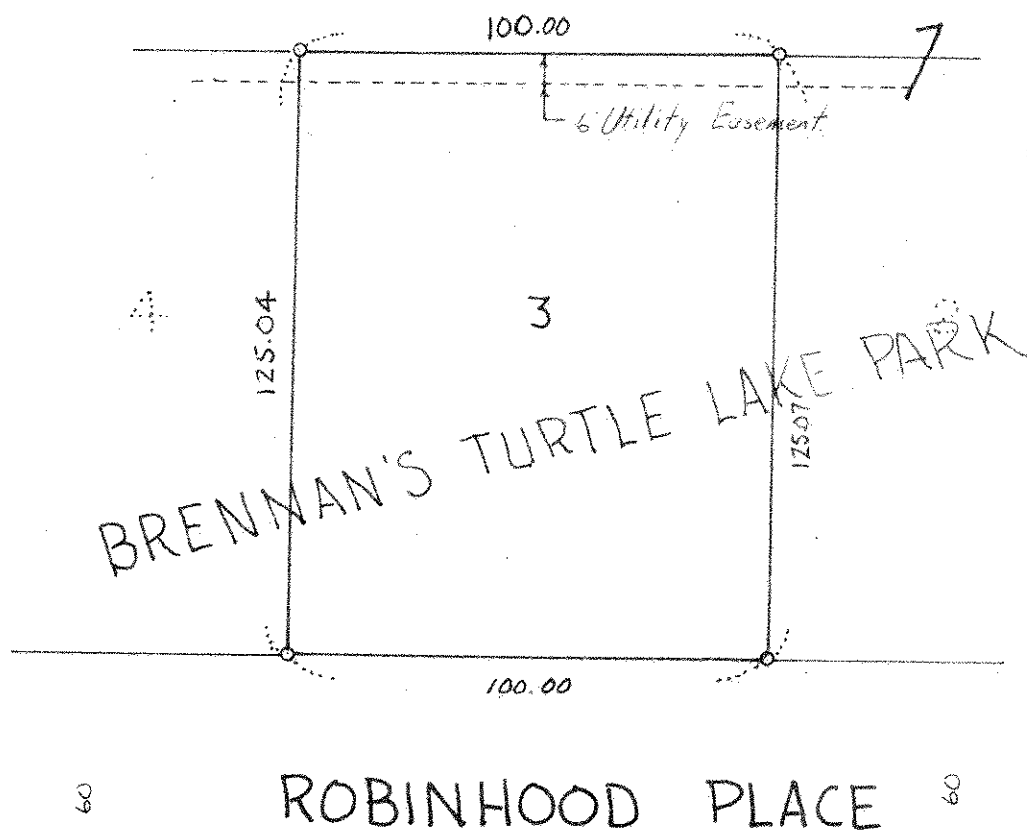 100.00
6' Utility Easement
4
3
125.04
125.07
BRENNAN'S TURTLE LAKE PARK
100.00
60
ROBINHOOD PLACE
60